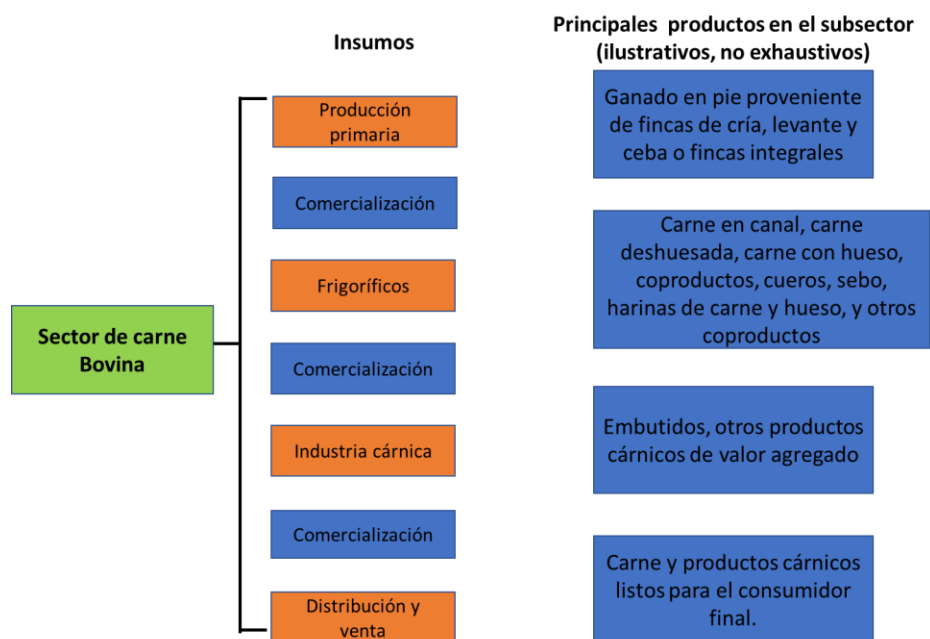 Insumos
Principales productos en el subsector
(ilustrativos, no exhaustivos)
Sector de carne
Bovina
Producción
primaria
Comercialización
Frigoríficos
Comercialización
Industria cárnica
Comercialización
Distribución y
venta
Ganado en pie proveniente
de fincas de cría, levante y
ceba o fincas integrales
Carne en canal, carne
deshuesada, carne con hueso,
coproductos, cueros, sebo,
harinas de carne y hueso, y otros
coproductos
Embutidos, otros productos
cárnicos de valor agregado
Carne y productos cárnicos
listos para el consumidor
final.